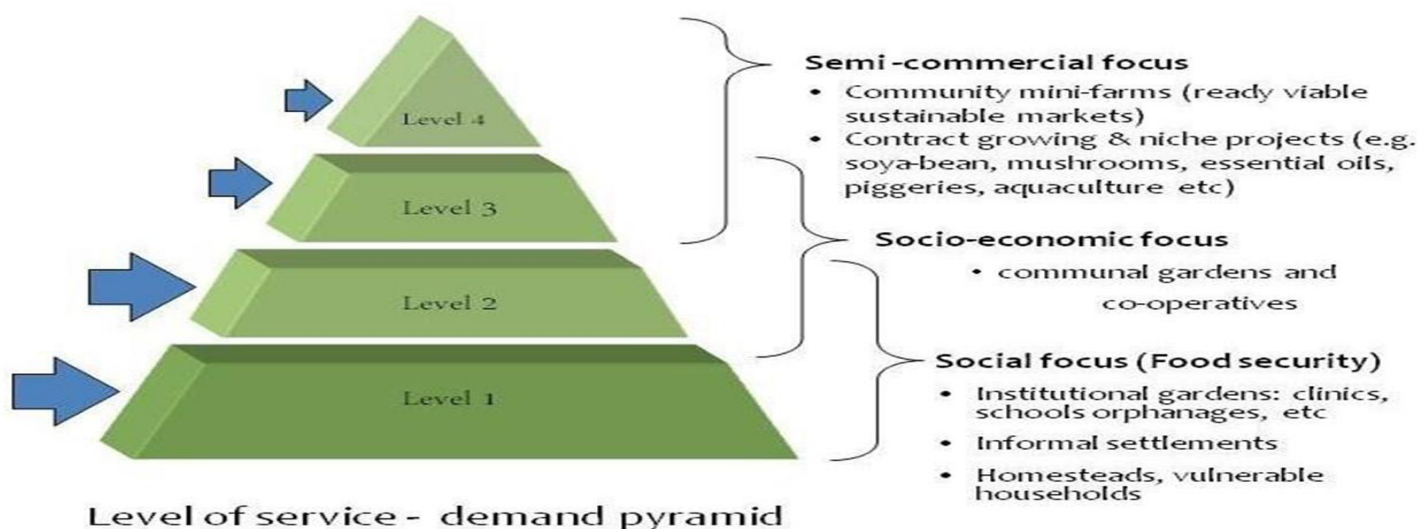 Level 4
Level 3
Level 2
Level 1
Semi -commercial focus
• Community mini-farms (ready viable
sustainable markets)
• Contract growing & niche projects (e.g.
soya-bean, mushrooms, essential oils,
piggeries, aquaculture etc)
Socio-economic focus
• communal gardens and
co-operatives
Social focus (Food security)
• Institutional gardens: clinics,
schools orphanages, etc
• Informal settlements
• Homesteads, vulnerable
households
Level of service - demand pyramid